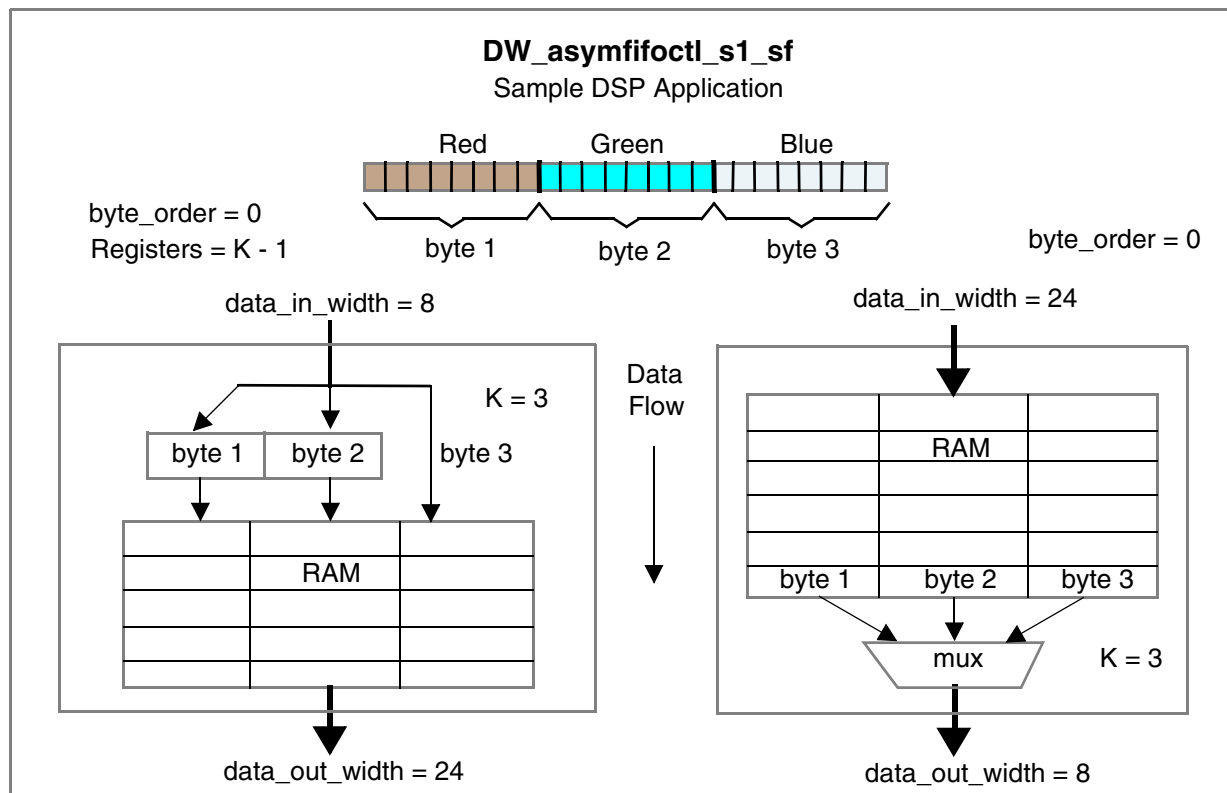 DW_asymfifoctl_s1_sf
Sample DSP Application
Red Green Blue
byte 1 byte 2 byte 3
byte_order = 0
Registers = K - 1
byte_order = 0
data_in_width = 8
K = 3
byte 1 byte 2 byte 3
RAM
data_out_width = 24
Data
Flow
data_in_width = 24
RAM
byte 1 byte 2 byte 3
mux
K = 3
data_out_width = 8